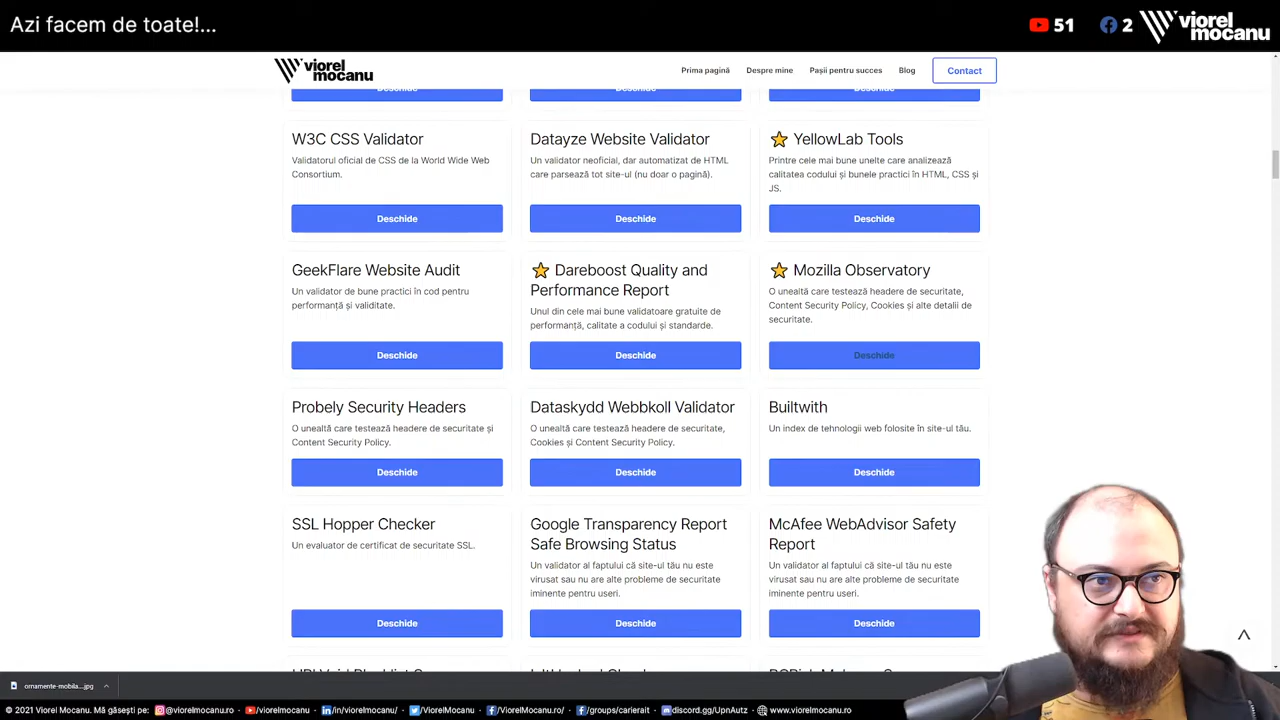 Azi facem de toate!...
51
2
viorel
mocanu
viorel
mocanu
Prima pagină
Despre mine
Pașii pentru succes
Blog
Contact
Deschide
Deschide
Deschide
W3C CSS Validator
Validatorul oficial de CSS de la World Wide Web
Consortium.
Deschide
Datayze Website Validator
Un validator neoficial, dar automatizat de HTML
care parsează tot site-ul (nu doar o pagină).
Deschide
⭐ YellowLab Tools
Printre cele mai bune unelte care analizează
calitatea codului și bunele practici în HTML, CSS și
JS.
Deschide
GeekFlare Website Audit
Un validator de bune practici în cod pentru
performanță și validitate.
Deschide
⭐ Dareboost Quality and
Performance Report
Unul din cele mai bune validatoare gratuite de
performanță, calitate a codului și standarde.
Deschide
⭐ Mozilla Observatory
O unealtă care testează headere de securitate,
Content Security Policy, Cookies și alte detalii de
securitate.
Deschide
Probely Security Headers
O unealtă care testează headere de securitate și
Content Security Policy.
Deschide
Dataskydd Webbkoll Validator
O unealtă care testează headere de securitate,
Cookies și Content Security Policy.
Deschide
Builtwith
Un index de tehnologii web folosite în site-ul tău.
Deschide
SSL Hopper Checker
Un evaluator de certificat de securitate SSL.
Deschide
Google Transparency Report
Safe Browsing Status
Un validator al faptului că site-ul tău nu este
virusat sau nu are alte probleme de securitate
iminente pentru useri.
Deschide
McAfee WebAdvisor Safety
Report
Un validator al faptului că site-ul tău nu este
virusat sau nu are alte probleme de securitate
iminente pentru useri.
Deschide
ornamente-mobila....jpg
© 2021 Viorel Mocanu. Mă găsești pe: @viorelmocanu.ro · /viorelmocanu · /in/viorelmocanu/ · /ViorelMocanu · /ViorelMocanu.ro/ · /groups/carierait · discord.gg/UpnAutz · www.viorelmocanu.ro